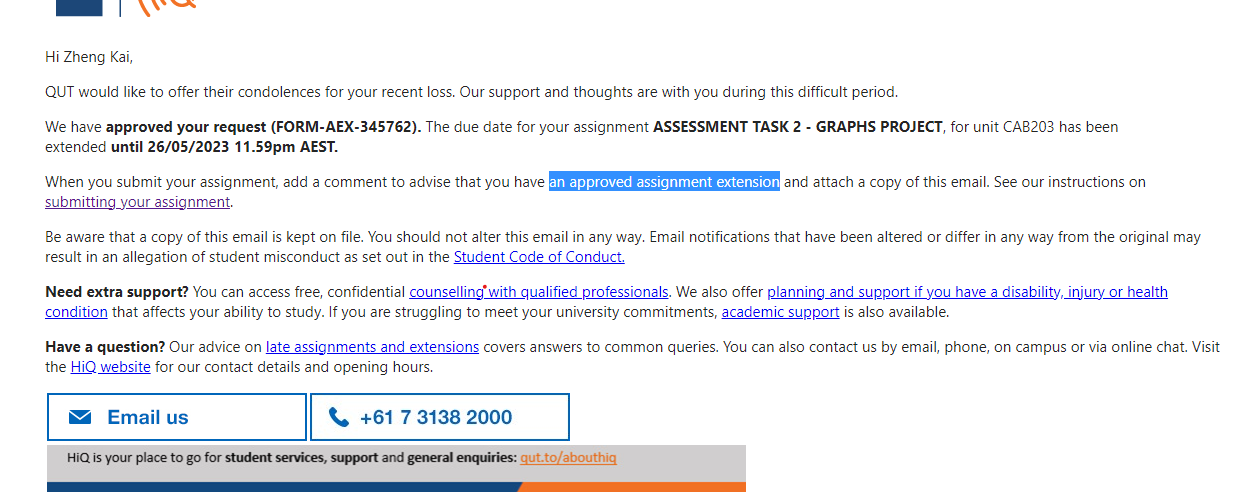 HiQ
Hi Zheng Kai,
QUT would like to offer their condolences for your recent loss. Our support and thoughts are with you during this difficult period.
We have approved your request (FORM-AEX-345762). The due date for your assignment ASSESSMENT TASK 2 - GRAPHS PROJECT, for unit CAB203 has been
extended until 26/05/2023 11.59pm AEST.
When you submit your assignment, add a comment to advise that you have an approved assignment extension and attach a copy of this email. See our instructions on
submitting your assignment.
Be aware that a copy of this email is kept on file. You should not alter this email in any way. Email notifications that have been altered or differ in any way from the original may
result in an allegation of student misconduct as set out in the Student Code of Conduct.
Need extra support? You can access free, confidential counselling with qualified professionals. We also offer planning and support if you have a disability, injury or health
condition that affects your ability to study. If you are struggling to meet your university commitments, academic support is also available.
Have a question? Our advice on late assignments and extensions covers answers to common queries. You can also contact us by email, phone, on campus or via online chat. Visit
the HiQ website for our contact details and opening hours.
Email us
+61 7 3138 2000
HiQ is your place to go for student services, support and general enquiries: qut.to/abouthiq